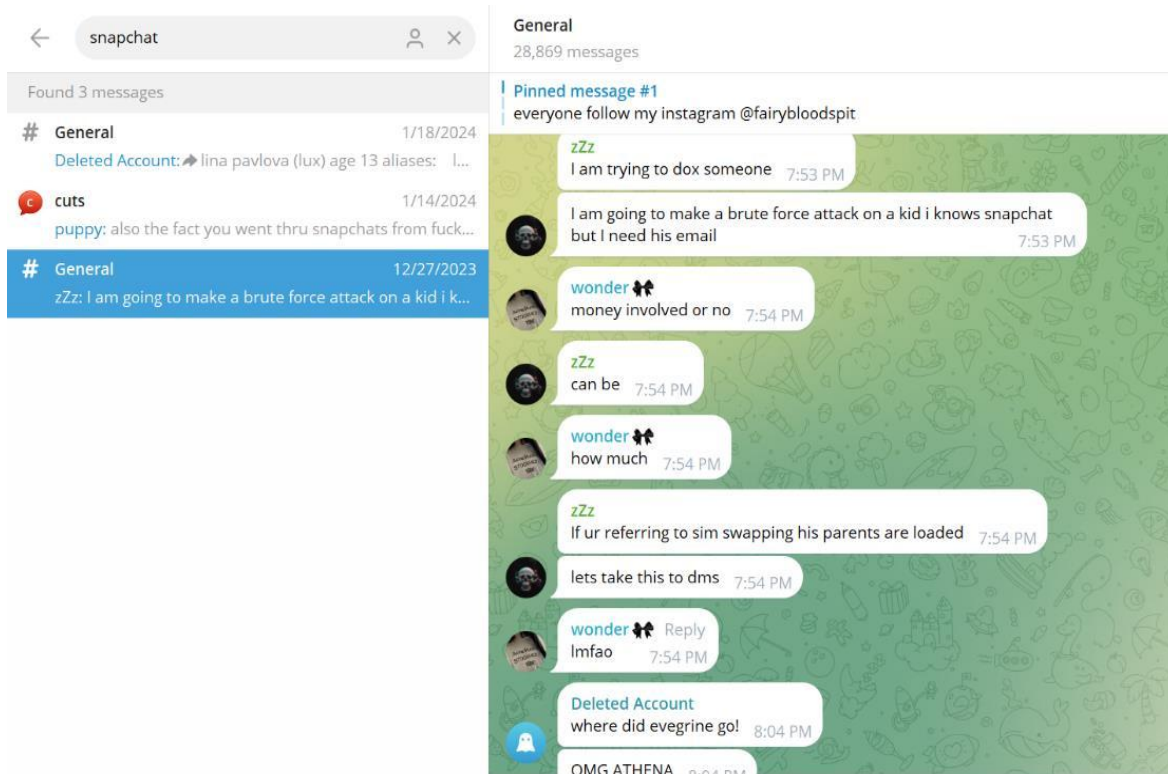 snapchat
Found 3 messages
General 1/18/2024
Deleted Account: lina pavlova (lux) age 13 aliases: l...
c
cuts 1/14/2024
puppy: also the fact you went thru snapchats from fuck...
General 12/27/2023
zZz: I am going to make a brute force attack on a kid i k...
General
28,869 messages
Pinned message #1
everyone follow my instagram @fairybloodspit
zZz
I am trying to dox someone 7:53 PM
I am going to make a brute force attack on a kid i knows snapchat
but I need his email 7:53 PM
wonder
money involved or no 7:54 PM
zZz
can be 7:54 PM
wonder
how much 7:54 PM
zZz
If ur referring to sim swapping his parents are loaded 7:54 PM
lets take this to dms 7:54 PM
wonder Reply
lmfao 7:54 PM
Deleted Account
where did evegrine go! 8:04 PM
OMG ATHENA 8:04 PM